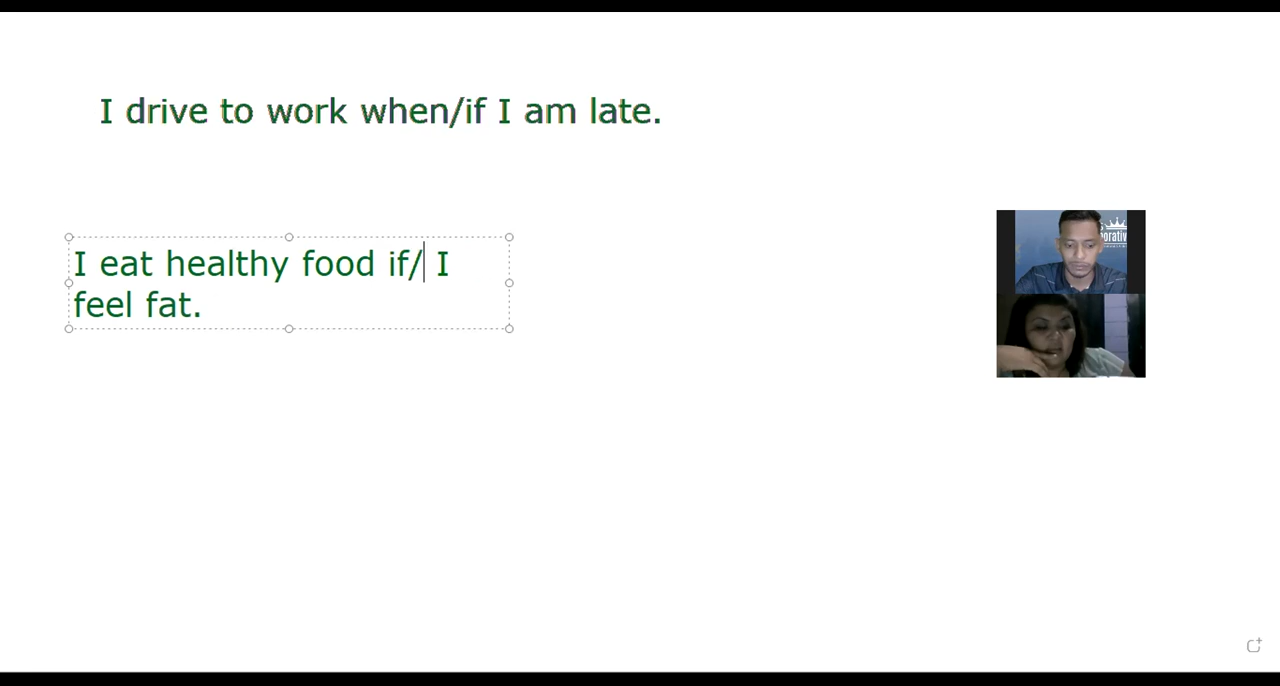 I drive to work when/if I am late.
I eat healthy food if/ I
feel fat.